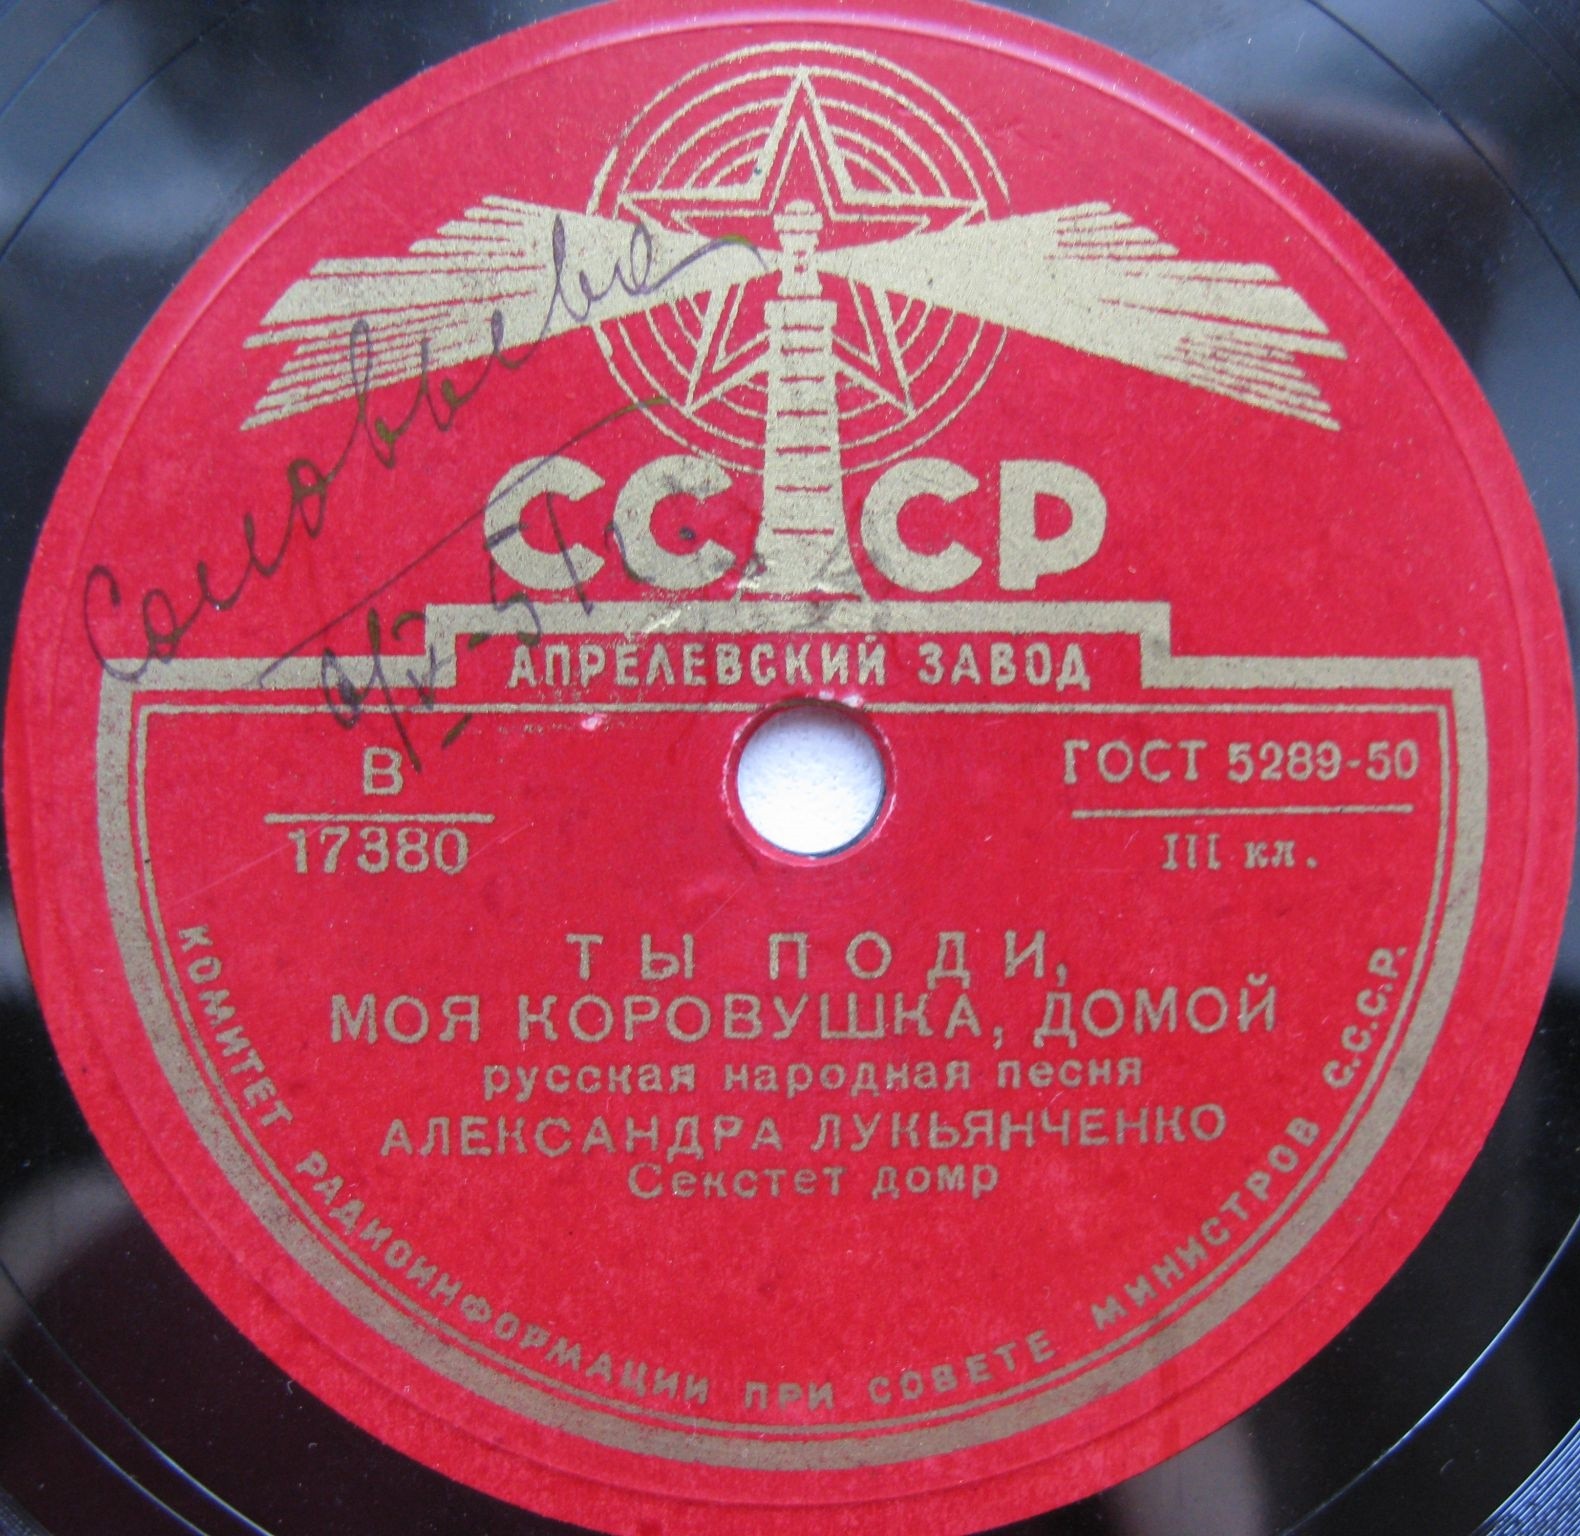 СССР
АПРЕЛЕВСКИЙ ЗАВОД
В
17380
ГОСТ 5289-50
III кл.
ТЫ ПОДИ,
МОЯ КОРОВУШКА, ДОМОЙ
русская народная песня
АЛЕКСАНДРА ЛУКЬЯНЧЕНКО
Секстет домр
КОМИТЕТ РАДИОИНФОРМАЦИИ ПРИ СОВЕТЕ МИНИСТРОВ С.С.С.Р.